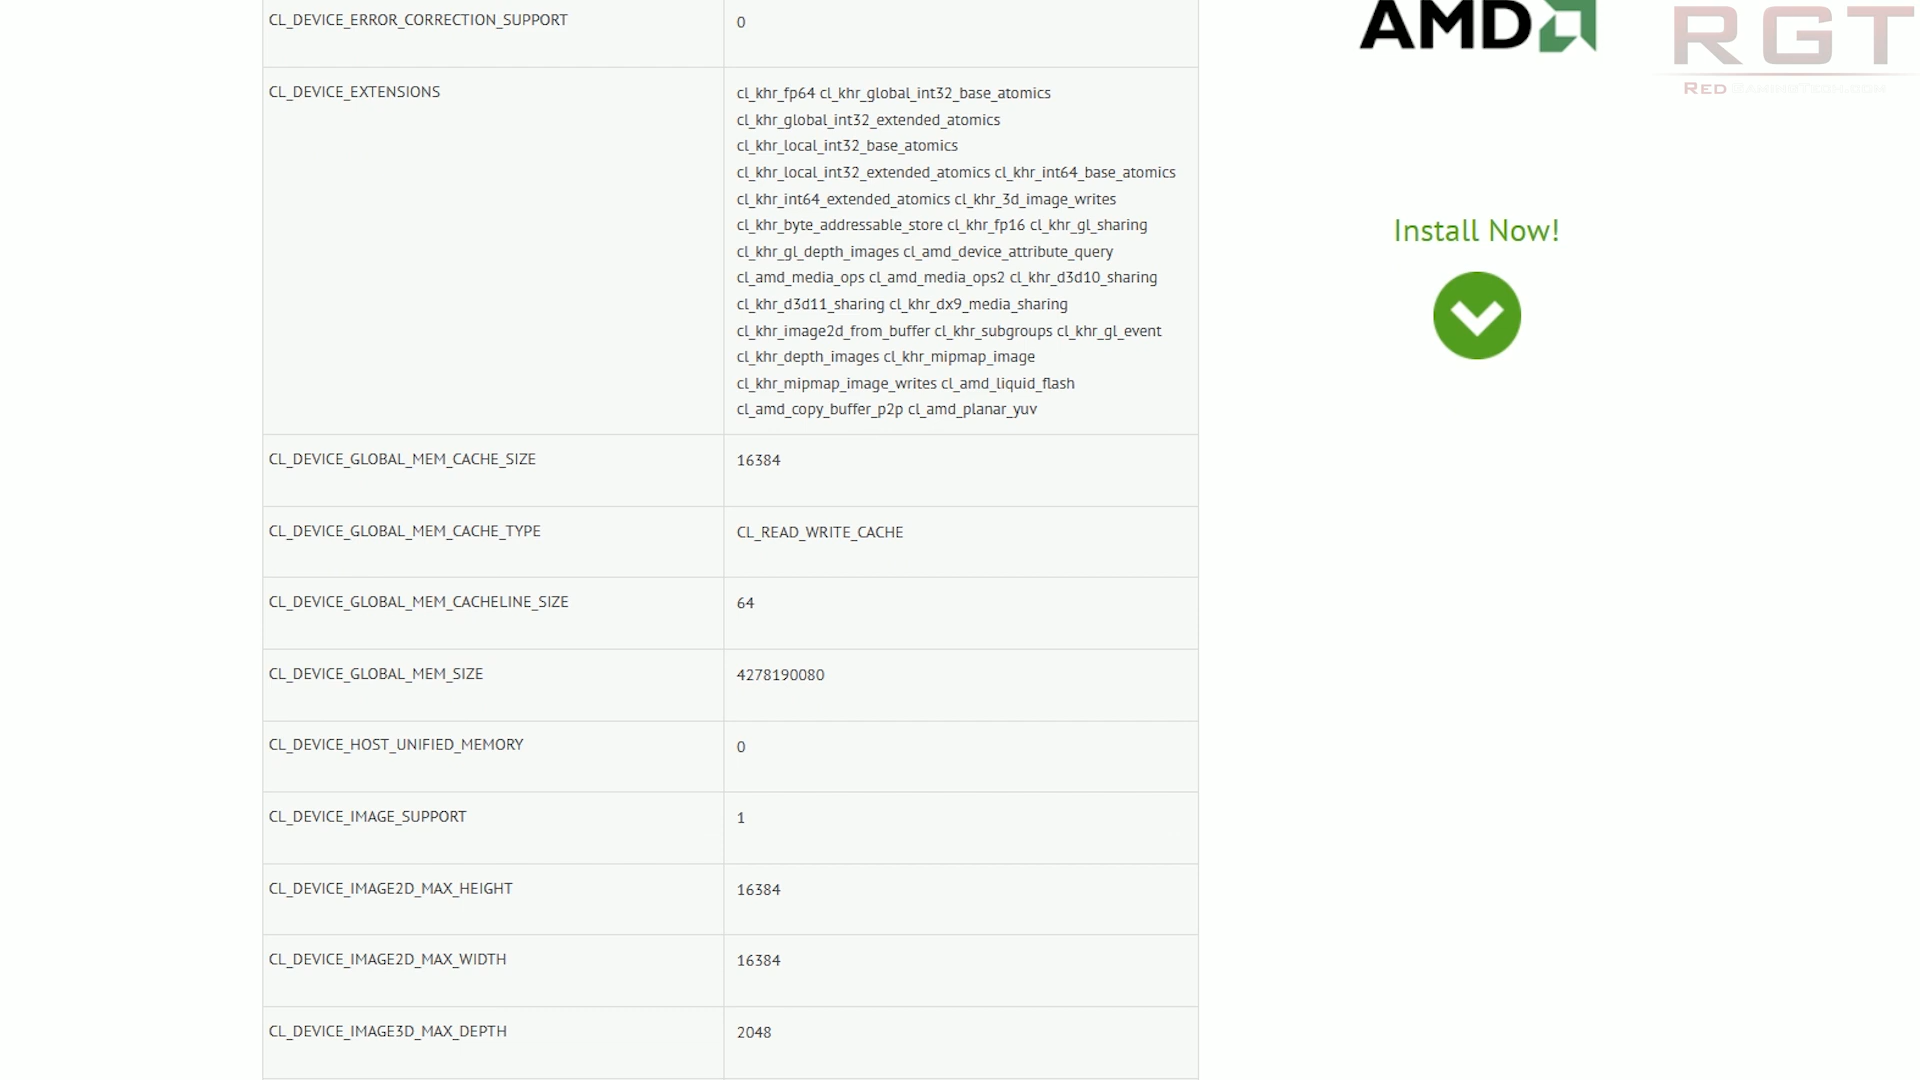 CL_DEVICE_ERROR_CORRECTION_SUPPORT 0
CL_DEVICE_EXTENSIONS cl_khr_fp64 cl_khr_global_int32_base_atomics
cl_khr_global_int32_extended_atomics
cl_khr_local_int32_base_atomics
cl_khr_local_int32_extended_atomics cl_khr_int64_base_atomics
cl_khr_int64_extended_atomics cl_khr_3d_image_writes
cl_khr_byte_addressable_store cl_khr_fp16 cl_khr_gl_sharing
cl_khr_gl_depth_images cl_amd_device_attribute_query
cl_amd_media_ops cl_amd_media_ops2 cl_khr_d3d10_sharing
cl_khr_d3d11_sharing cl_khr_dx9_media_sharing
cl_khr_image2d_from_buffer cl_khr_subgroups cl_khr_gl_event
cl_khr_depth_images cl_khr_mipmap_image
cl_khr_mipmap_image_writes cl_amd_liquid_flash
cl_amd_copy_buffer_p2p cl_amd_planar_yuv
CL_DEVICE_GLOBAL_MEM_CACHE_SIZE 16384
CL_DEVICE_GLOBAL_MEM_CACHE_TYPE CL_READ_WRITE_CACHE
CL_DEVICE_GLOBAL_MEM_CACHELINE_SIZE 64
CL_DEVICE_GLOBAL_MEM_SIZE 4278190080
CL_DEVICE_HOST_UNIFIED_MEMORY 0
CL_DEVICE_IMAGE_SUPPORT 1
CL_DEVICE_IMAGE2D_MAX_HEIGHT 16384
CL_DEVICE_IMAGE2D_MAX_WIDTH 16384
CL_DEVICE_IMAGE3D_MAX_DEPTH 2048
AMD
Install Now!
RGT
RED